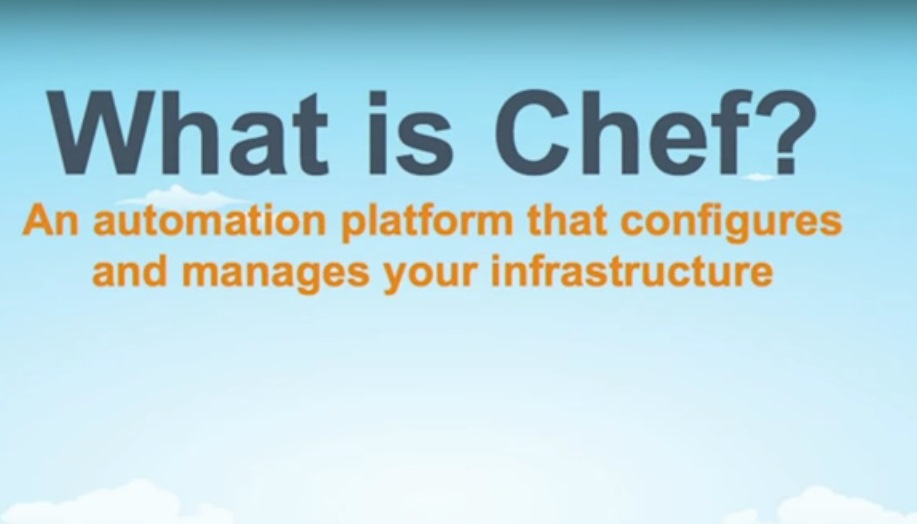 What is Chef?
An automation platform that configures
and manages your infrastructure